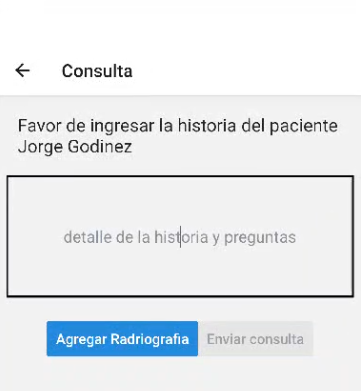 Consulta
Favor de ingresar la historia del paciente
Jorge Godinez
detalle de la historia y preguntas
Agregar Radriografia
Enviar consulta